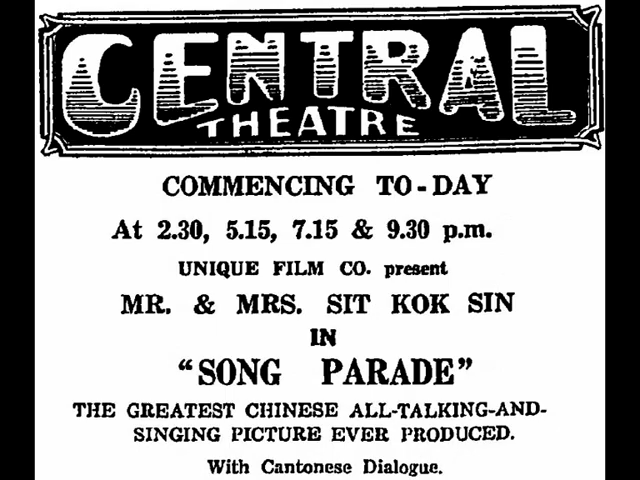 CENTRAL
THEATRE
COMMENCING TO-DAY
At 2.30, 5.15, 7.15 & 9.30 p.m.
UNIQUE FILM CO. present
MR. & MRS. SIT KOK SIN
IN
“SONG PARADE”
THE GREATEST CHINESE ALL-TALKING-AND-
SINGING PICTURE EVER PRODUCED.
With Cantonese Dialogue.